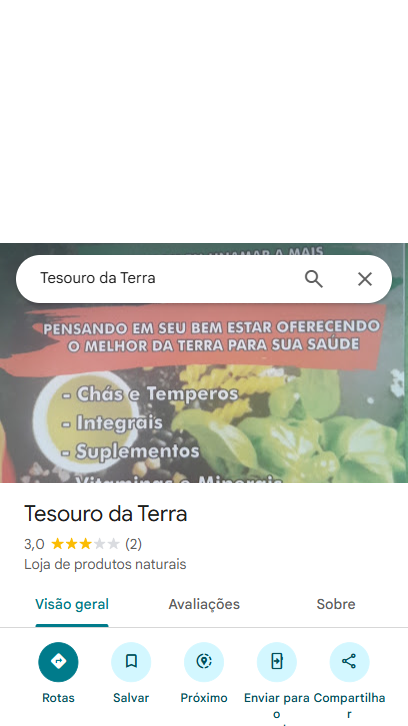 Tesouro da Terra
PENSANDO EM SEU BEM ESTAR OFERECENDO
O MELHOR DA TERRA PARA SUA SAÚDE
- Chás e Temperos
- Integrais
- Suplementos
- Vitaminas e Minerais
Tesouro da Terra
3,0 (2)
Loja de produtos naturais
Visão geral Avaliações Sobre
Rotas Salvar Próximo Enviar para o Compartilhar